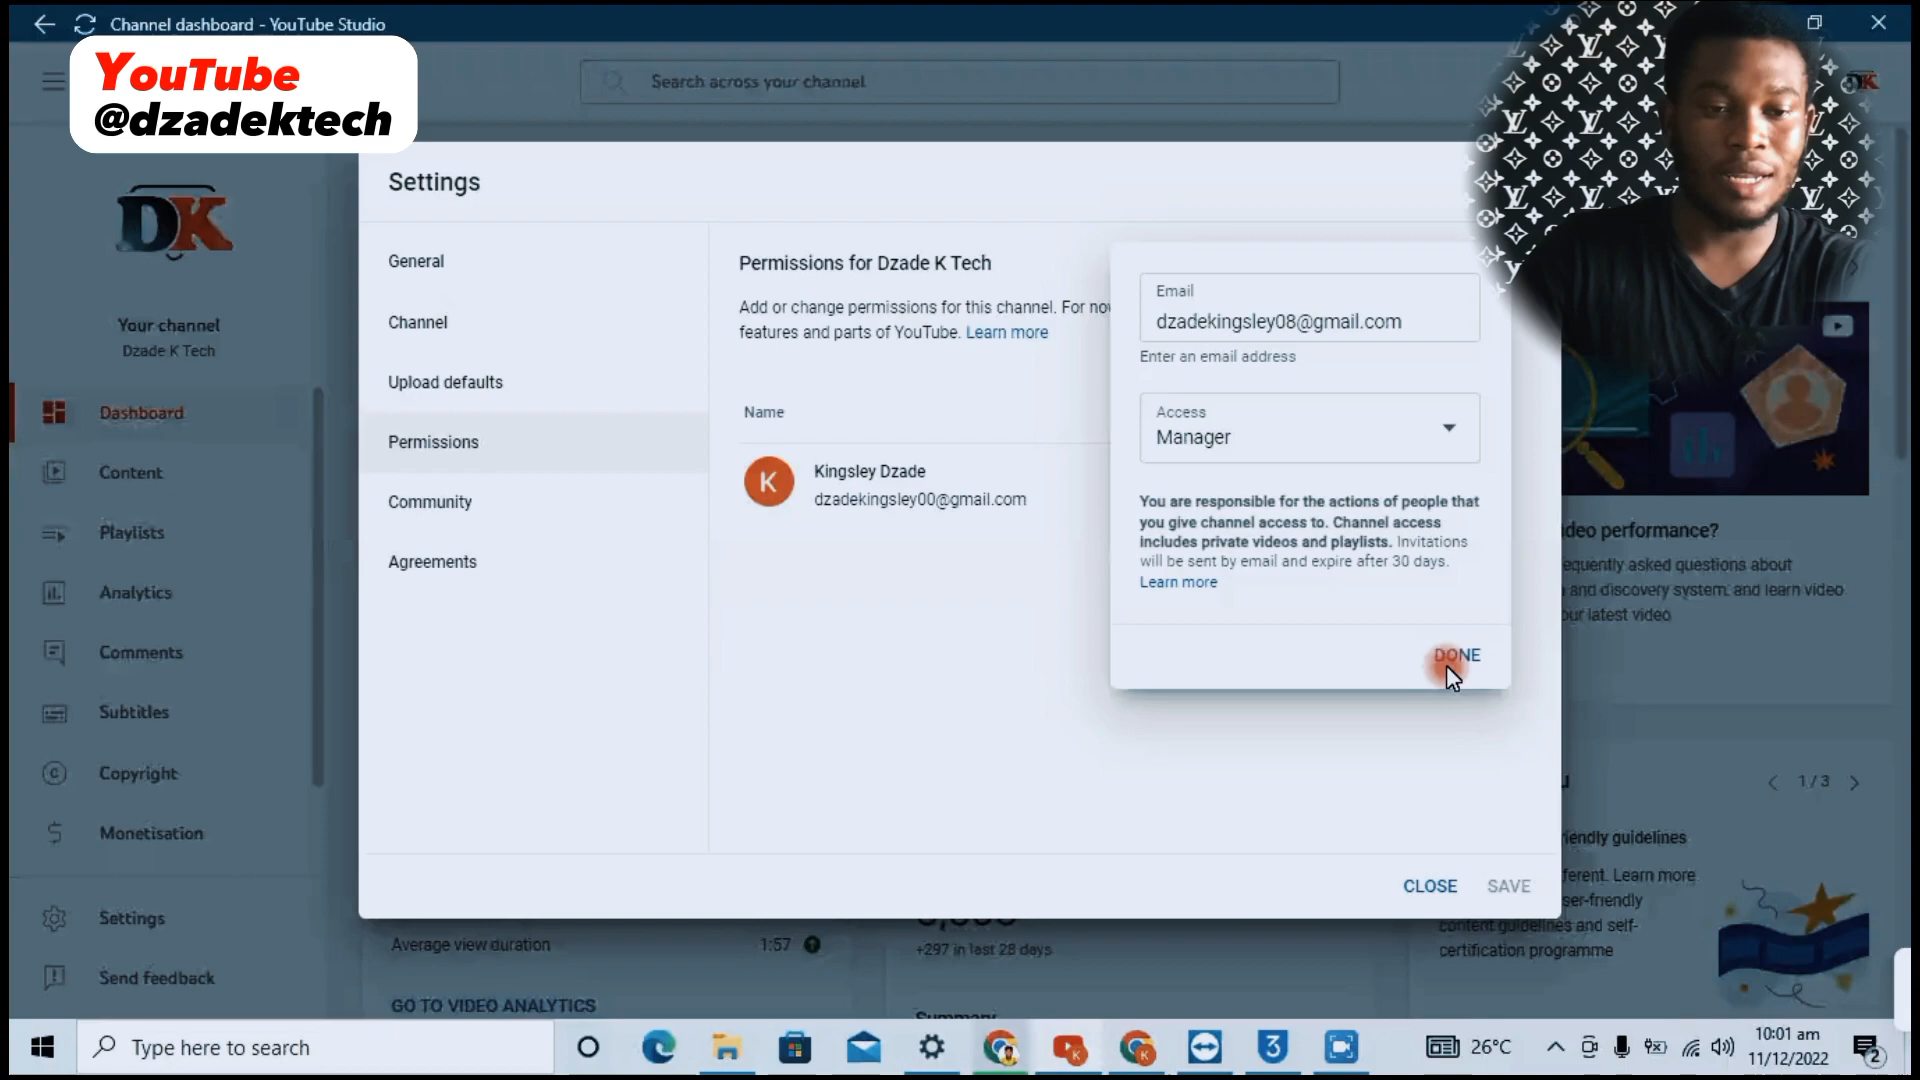 Channel dashboard - YouTube Studio
YouTube
@dzadektech
Search across your channel
DK
DK
Your channel
Dzade K Tech
Dashboard
Content
Playlists
Analytics
Comments
Subtitles
Copyright
Monetisation
Settings
Send feedback
Settings
General
Channel
Upload defaults
Permissions
Community
Agreements
Permissions for Dzade K Tech
Add or change permissions for this channel. For now
features and parts of YouTube. Learn more
Name
K
Kingsley Dzade
dzadekingsley00@gmail.com
Email
dzadekingsley08@gmail.com
Enter an email address
Access
Manager
You are responsible for the actions of people that
you give channel access to. Channel access
includes private videos and playlists. Invitations
will be sent by email and expire after 30 days.
Learn more
DONE
CLOSE SAVE
ideo performance?
equently asked questions about
and discovery system, and learn video
our latest video
1 / 3
iendly guidelines
ferent. Learn more
ser-friendly
content guidelines and self-
certification programme
Average view duration 1:57
+297 in last 28 days
GO TO VIDEO ANALYTICS
Summary
Type here to search
26°C
10:01 am
11/12/2022
2